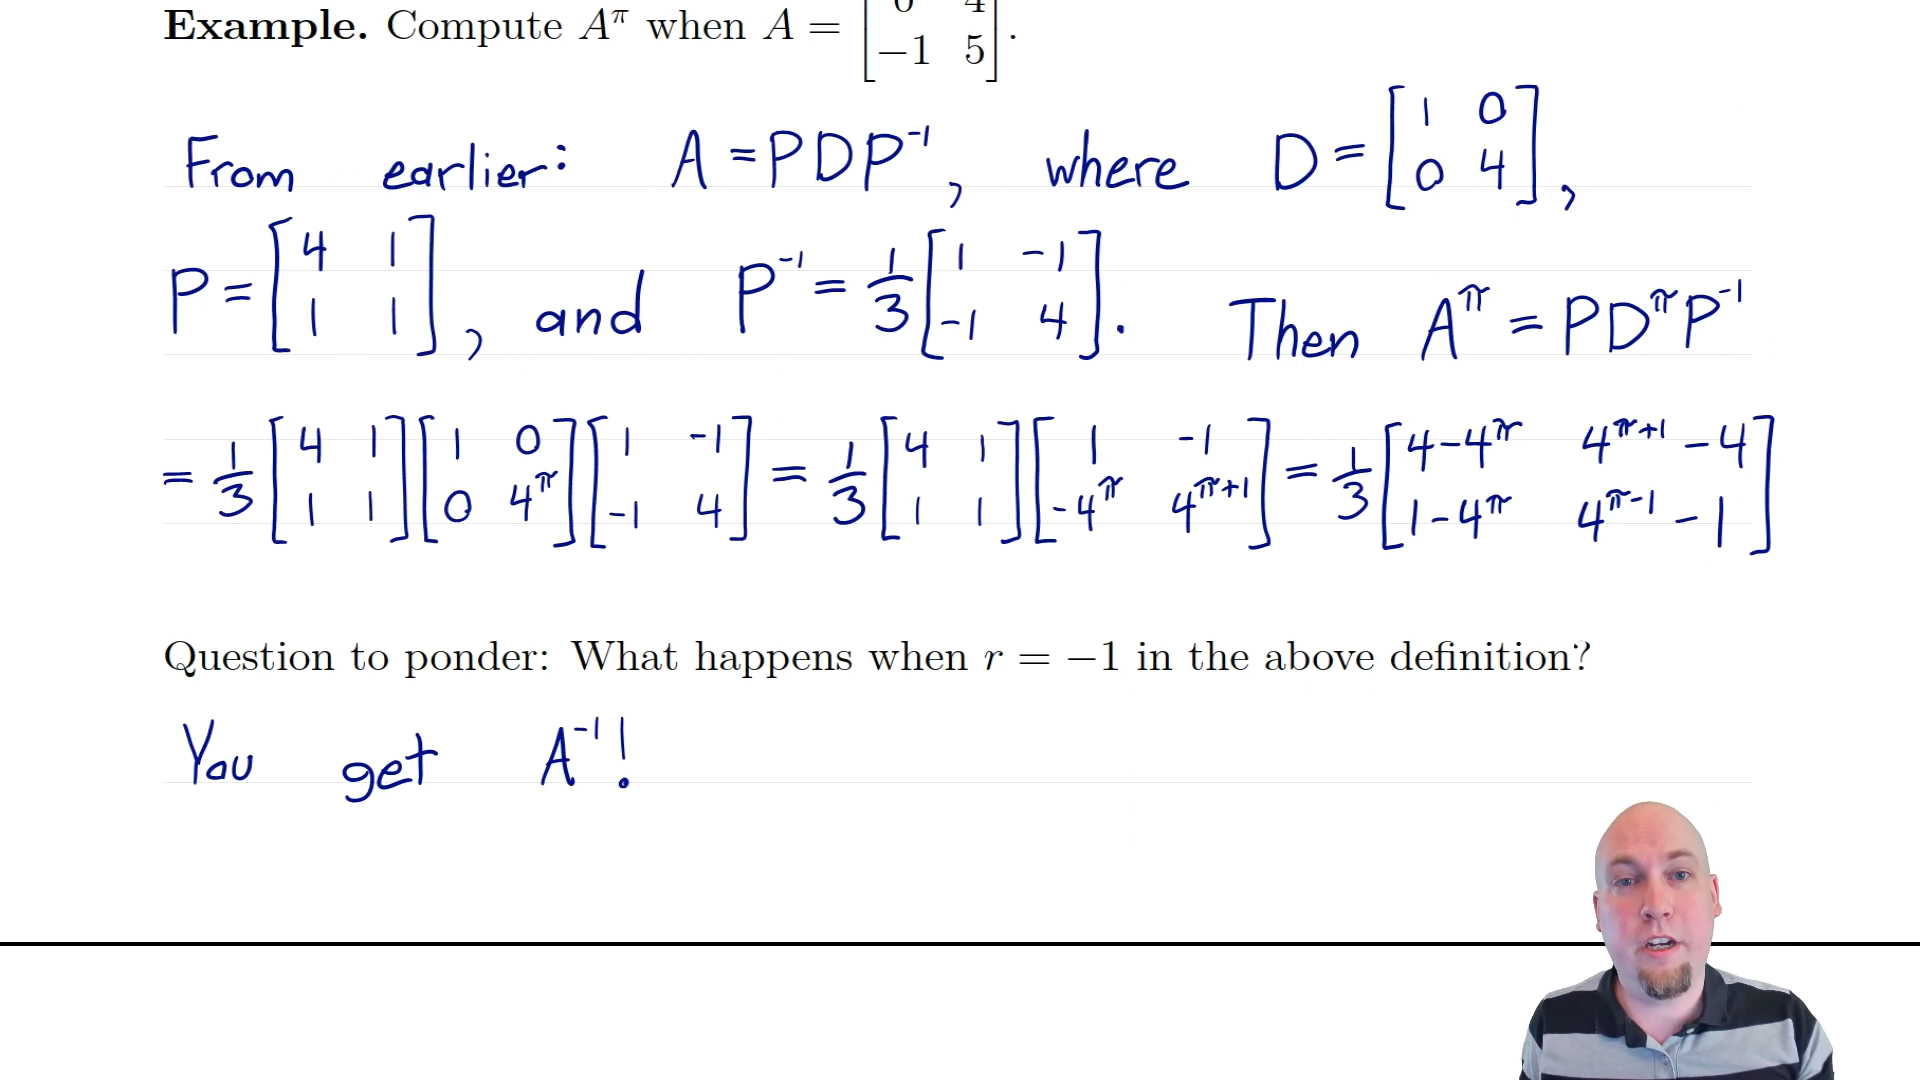 Example. Compute A^π when A = [0 4; −1 5].
From earlier: A = PDP^-1, where D = [1 0; 0 4],
P = [4 1; 1 1], and P^-1 = 1/3 [1 -1; -1 4]. Then A^π = PD^πP^-1
= 1/3 [4 1; 1 1] [1 0; 0 4^π] [1 -1; -1 4] = 1/3 [4 1; 1 1] [1 -1; -4^π 4^π+1] = 1/3 [4-4^π 4^π+1 - 4; 1-4^π 4^π-1 - 1]
Question to ponder: What happens when r = −1 in the above definition?
You get A^-1!